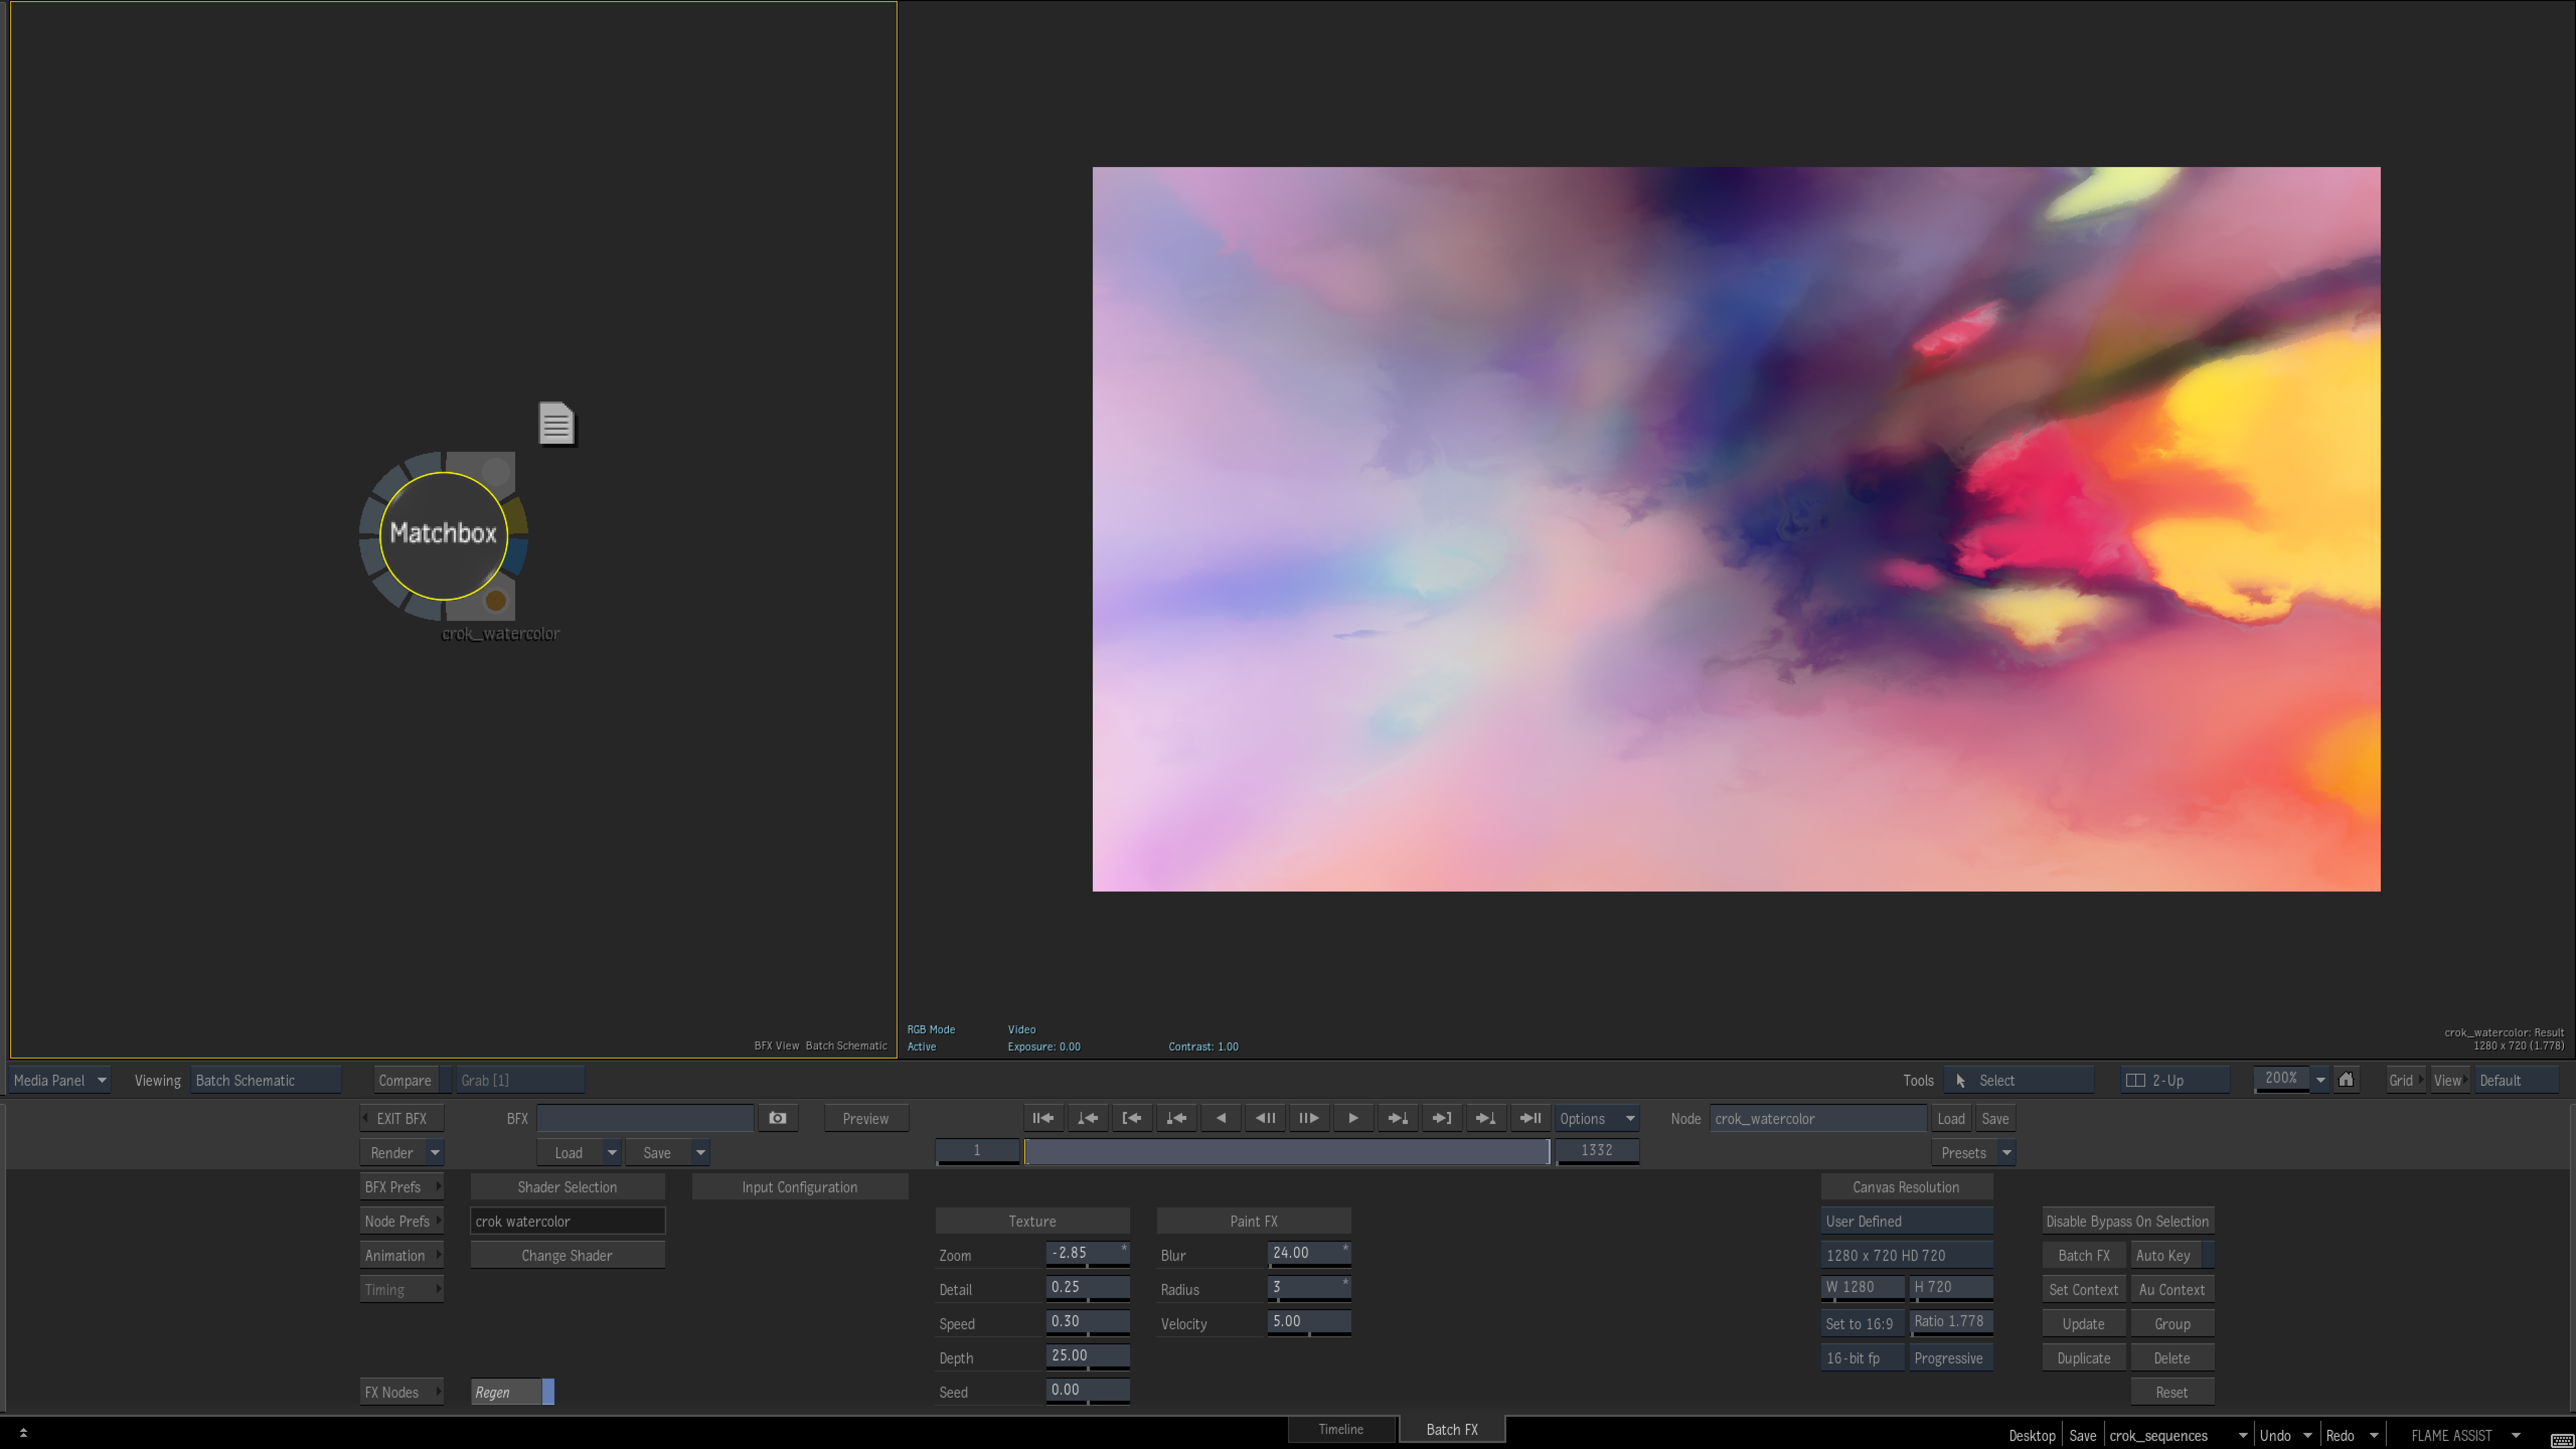 Matchbox
crok_watercolor
BFX View Batch Schematic
RGB Mode Video
Active Exposure: 0.00 Contrast: 1.00
crok_watercolor: Result
1280 x 720 (1.778)
Media Panel Viewing Batch Schematic Compare Grab [1] Tools Select 2-Up 200% Grid View Default
EXIT BFX BFX Preview Options Node crok_watercolor Load Save
Render Load Save 1 1332 Presets
BFX Prefs Shader Selection Input Configuration Canvas Resolution
Node Prefs crok watercolor Texture Paint FX User Defined Disable Bypass On Selection
Animation Change Shader Zoom -2.85 * Blur 24.00 * 1280 x 720 HD 720 Batch FX Auto Key
Timing Detail 0.25 Radius 3 * W 1280 H 720 Set Context Au Context
Speed 0.30 Velocity 5.00 Set to 16:9 Ratio 1.778 Update Group
Depth 25.00 16-bit fp Progressive Duplicate Delete
FX Nodes Regen Seed 0.00 Reset
Timeline Batch FX Desktop Save crok_sequences Undo Redo FLAME ASSIST